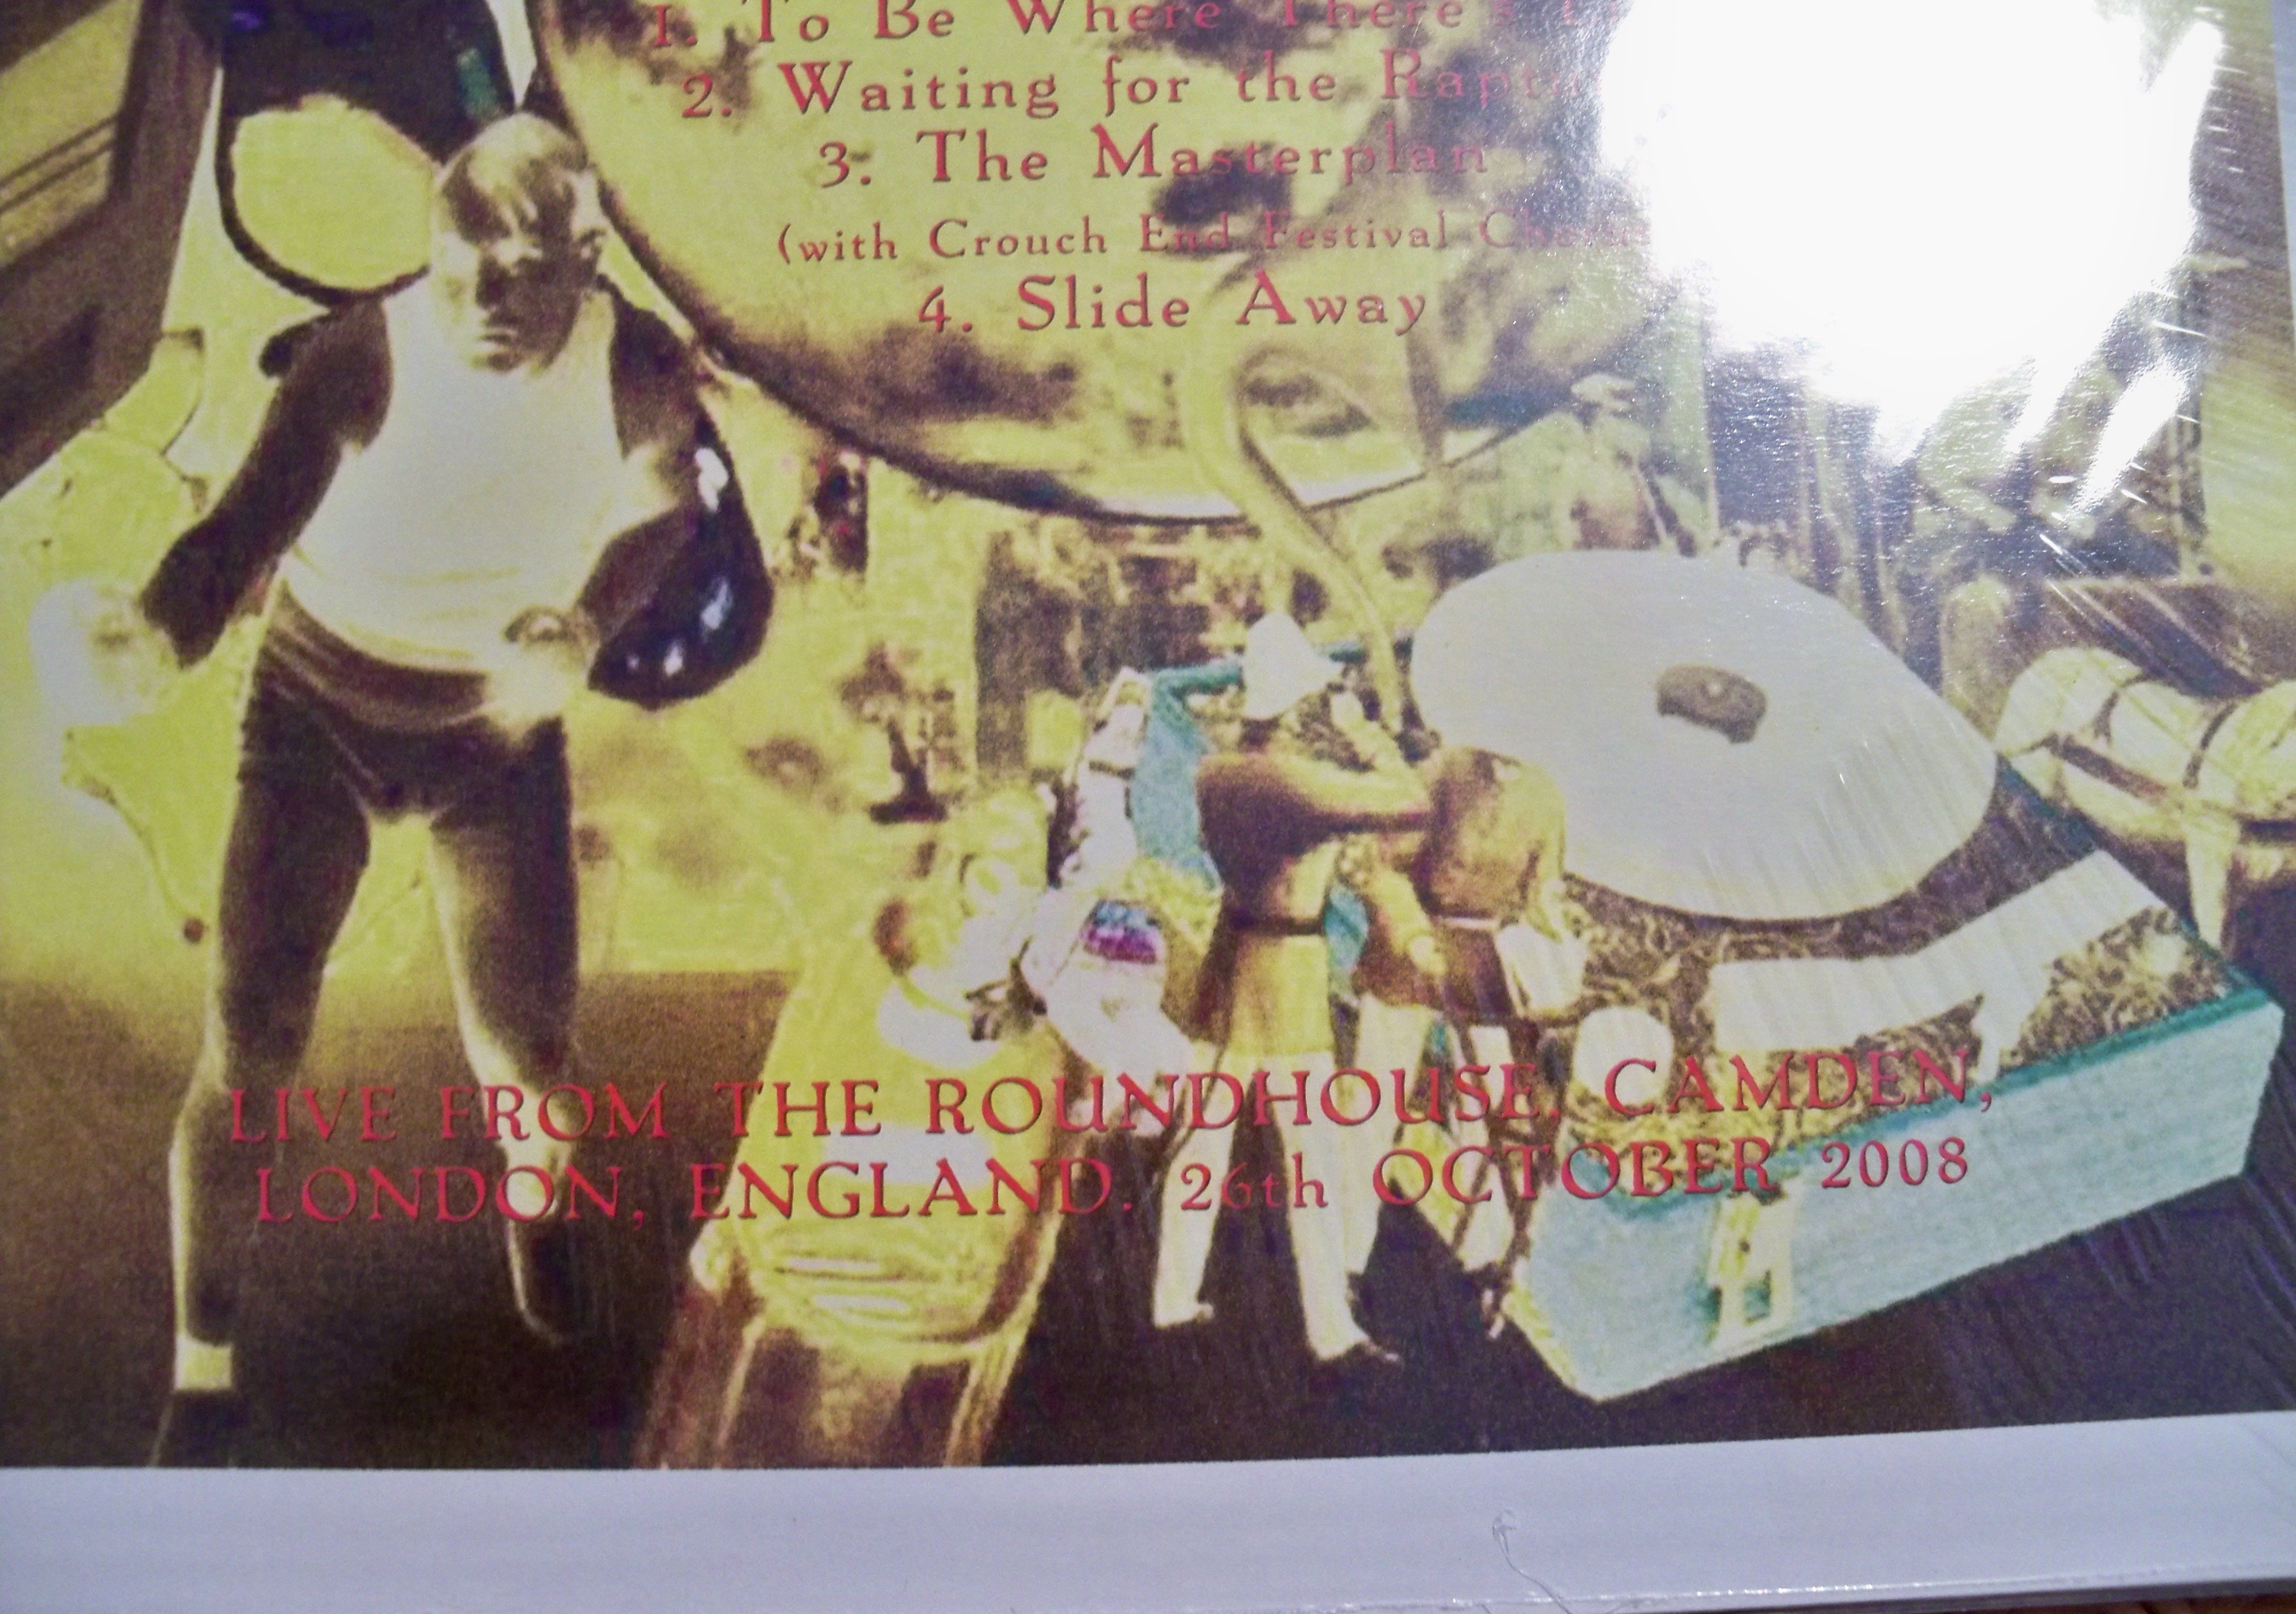 1. To Be Where There's
2. Waiting for the
3. The Masterplan
(with Crouch End Festival
4. Slide Away
LIVE FROM THE ROUNDHOUSE, CAMDEN,
LONDON, ENGLAND. 26th OCTOBER 2008